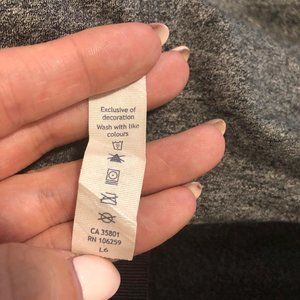 Exclusive of
decoration
Wash with like
colours
CA 35801
RN 106259
L6